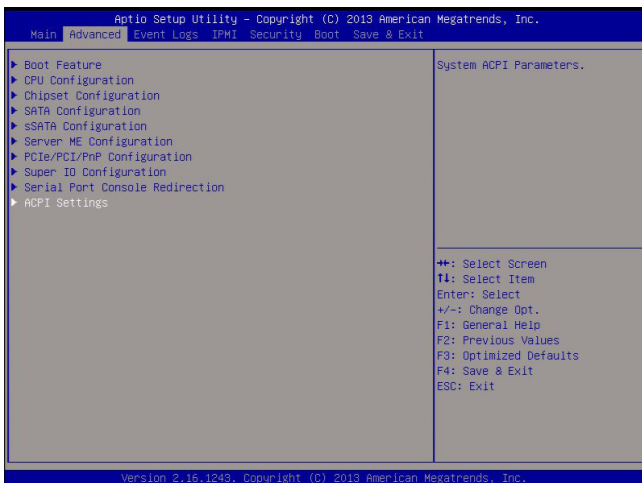 Aptio Setup Utility – Copyright (C) 2013 American Megatrends, Inc.
Main Advanced Event Logs IPMI Security Boot Save & Exit
▶ Boot Feature
▶ CPU Configuration
▶ Chipset Configuration
▶ SATA Configuration
▶ sSATA Configuration
▶ Server ME Configuration
▶ PCIe/PCI/PnP Configuration
▶ Super IO Configuration
▶ Serial Port Console Redirection
▶ ACPI Settings
System ACPI Parameters.
→←: Select Screen
↑↓: Select Item
Enter: Select
+/-: Change Opt.
F1: General Help
F2: Previous Values
F3: Optimized Defaults
F4: Save & Exit
ESC: Exit
Version 2.16.1243. Copyright (C) 2013 American Megatrends, Inc.